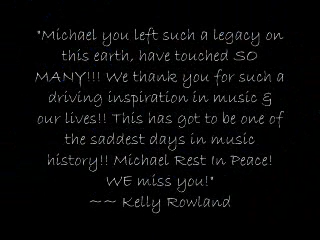 "Michael you left such a legacy on
this earth, have touched SO
MANY!!! We thank you for such a
driving inspiration in music &
our lives!! This has got to be one of
the saddest days in music
history!! Michael Rest In Peace!
WE miss you!"
~~ Kelly Rowland